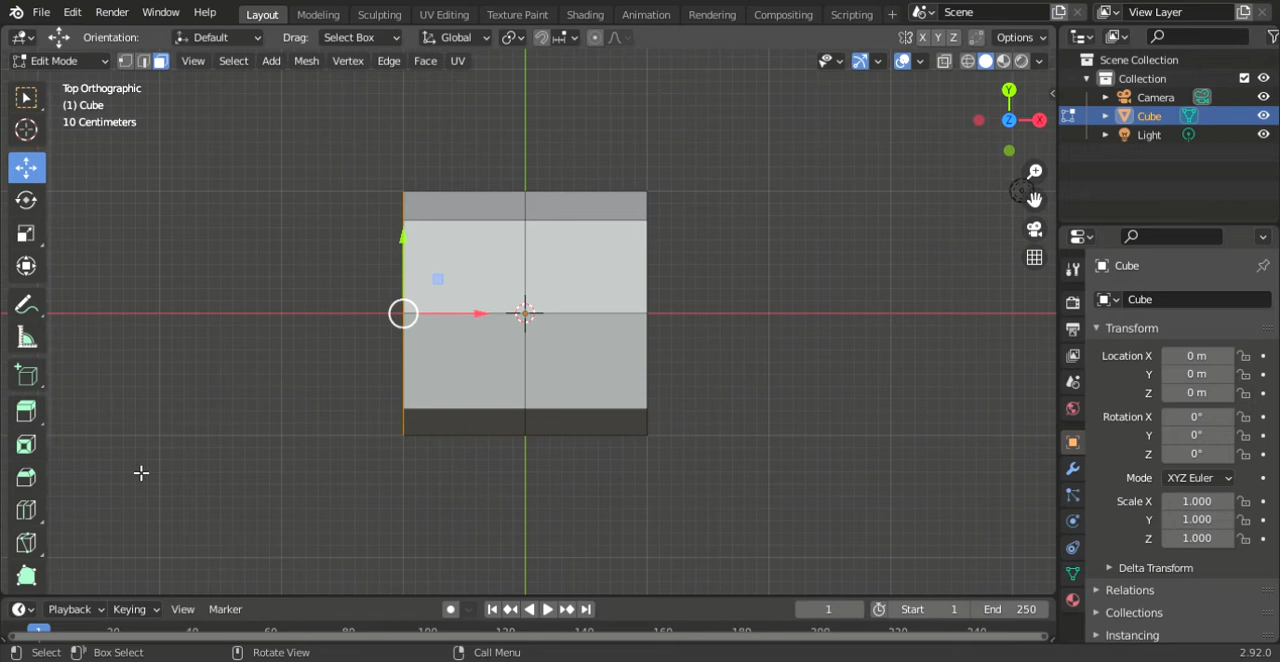 File Edit Render Window Help Layout Modeling Sculpting UV Editing Texture Paint Shading Animation Rendering Compositing Scripting + Scene View Layer
Orientation: Default Drag: Select Box Global X Y Z Options
Edit Mode View Select Add Mesh Vertex Edge Face UV
Scene Collection
Collection
Camera
Cube
Light
Top Orthographic
(1) Cube
10 Centimeters
Y
Z
X
Cube
Cube
Transform
Location X 0 m
Y 0 m
Z 0 m
Rotation X 0°
Y 0°
Z 0°
Mode XYZ Euler
Scale X 1.000
Y 1.000
Z 1.000
Delta Transform
Relations
Collections
Instancing
Playback Keying View Marker 1 Start 1 End 250
1
Select Box Select Rotate View Call Menu 2.92.0